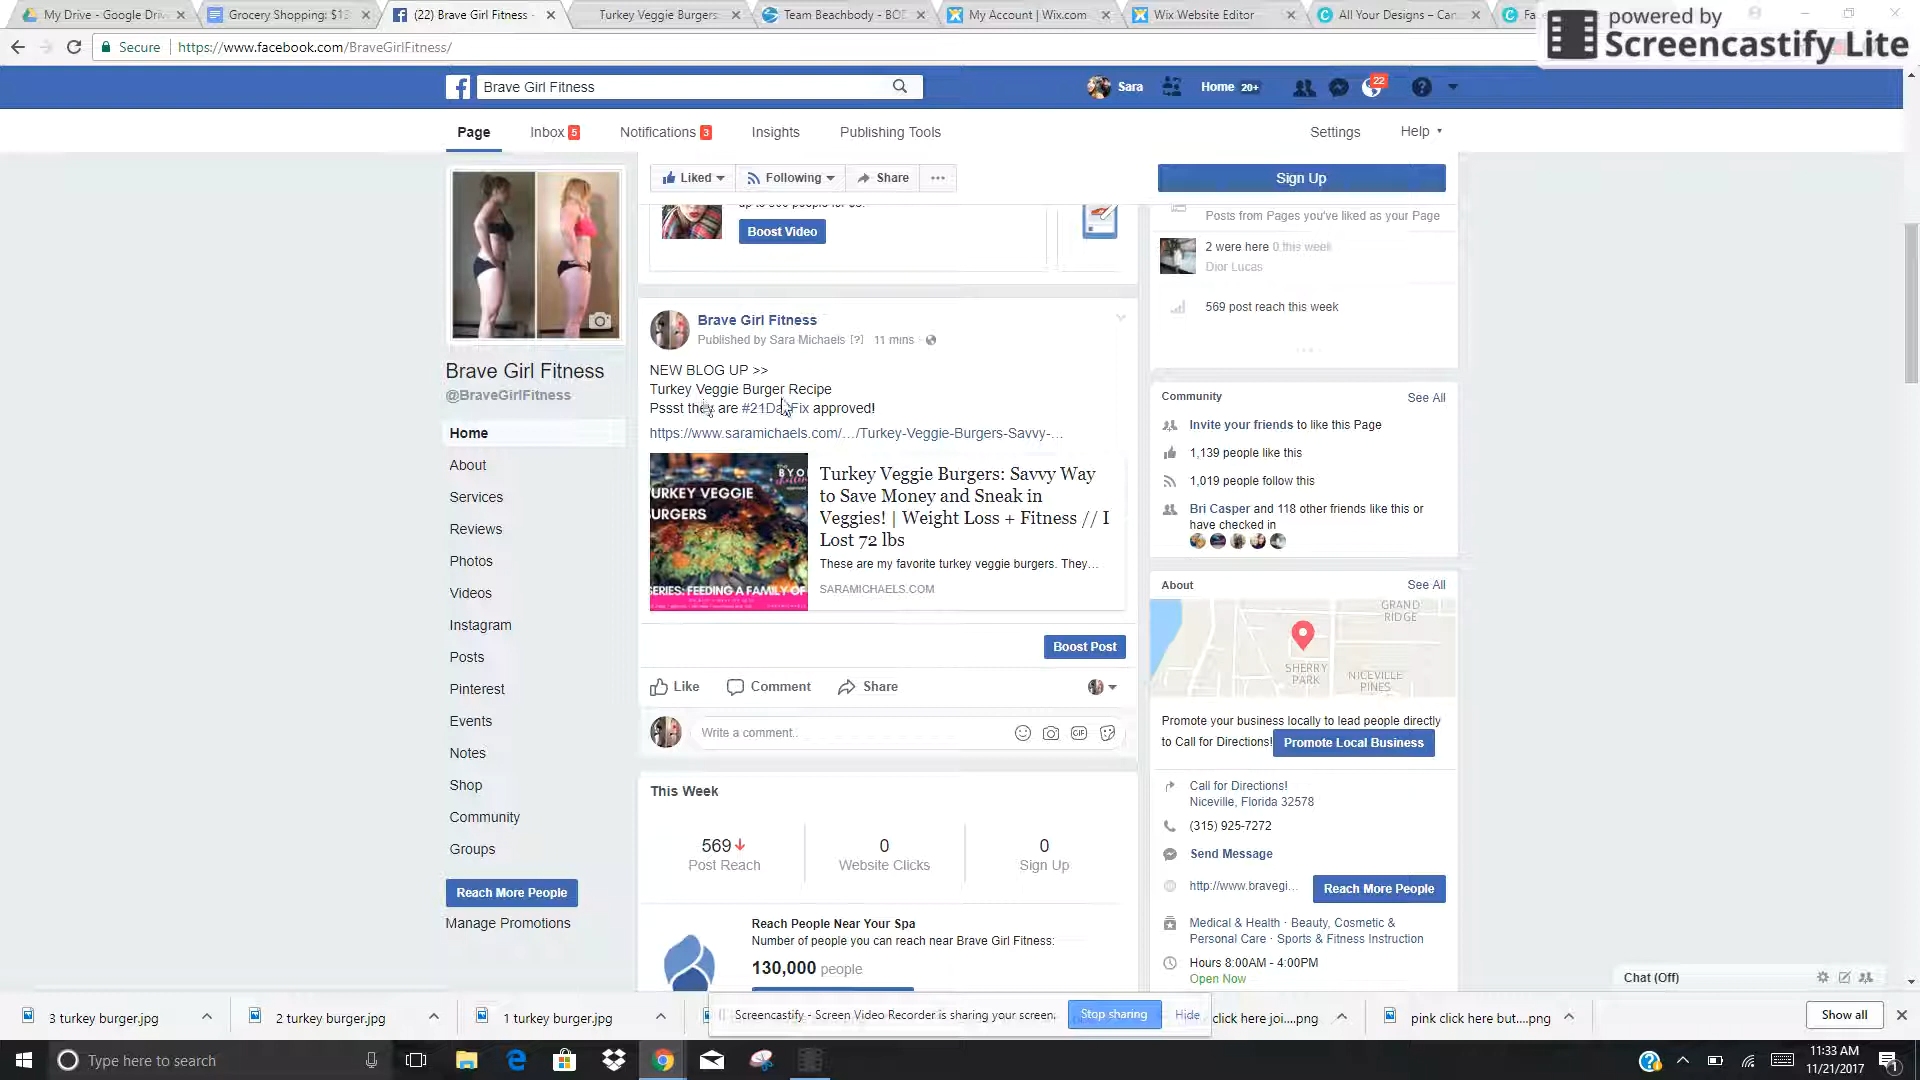 My Drive - Google Driv
Grocery Shopping: $1
(22) Brave Girl Fitness -
Turkey Veggie Burgers
Team Beachbody - BOD
My Account | Wix.com
Wix Website Editor
All Your Designs – Can
powered by
Screencastify Lite
Secure
https://www.facebook.com/BraveGirlFitness/
Brave Girl Fitness
Sara
Home 20+
22
Page
Inbox 5
Notifications 3
Insights
Publishing Tools
Settings
Help
Liked
Following
Share
Sign Up
Boost Video
Posts from Pages you've liked as your Page
2 were here 0 this week
Dior Lucas
569 post reach this week
Brave Girl Fitness
@BraveGirlFitness
Home
About
Services
Reviews
Photos
Videos
Instagram
Posts
Pinterest
Events
Notes
Shop
Community
Groups
Reach More People
Manage Promotions
Brave Girl Fitness
Published by Sara Michaels [?] · 11 mins ·
NEW BLOG UP >>
Turkey Veggie Burger Recipe
Pssst they are #21DayFix approved!
https://www.saramichaels.com/…/Turkey-Veggie-Burgers-Savvy-…
URKEY VEGGIE
URGERS
SERIES: FEEDING A FAMILY OF
Turkey Veggie Burgers: Savvy Way
to Save Money and Sneak in
Veggies! | Weight Loss + Fitness // I
Lost 72 lbs
These are my favorite turkey veggie burgers. They…
SARAMICHAELS.COM
Boost Post
Like
Comment
Share
Write a comment...
GIF
This Week
569
Post Reach
0
Website Clicks
0
Sign Up
Reach People Near Your Spa
Number of people you can reach near Brave Girl Fitness:
130,000 people
Community
See All
Invite your friends to like this Page
1,139 people like this
1,019 people follow this
Bri Casper and 118 other friends like this or
have checked in
About
See All
GRAND
RIDGE
SHERRY
PARK
NICEVILLE
PINES
Promote your business locally to lead people directly
to Call for Directions!
Promote Local Business
Call for Directions!
Niceville, Florida 32578
(315) 925-7272
Send Message
http://www.bravegi...
Reach More People
Medical & Health · Beauty, Cosmetic &
Personal Care · Sports & Fitness Instruction
Hours 8:00AM - 4:00PM
Open Now
Chat (Off)
3 turkey burger.jpg
2 turkey burger.jpg
1 turkey burger.jpg
Screencastify - Screen Video Recorder is sharing your screen.
Stop sharing
Hide
click here joi....png
pink click here but....png
Show all
Type here to search
11:33 AM
11/21/2017